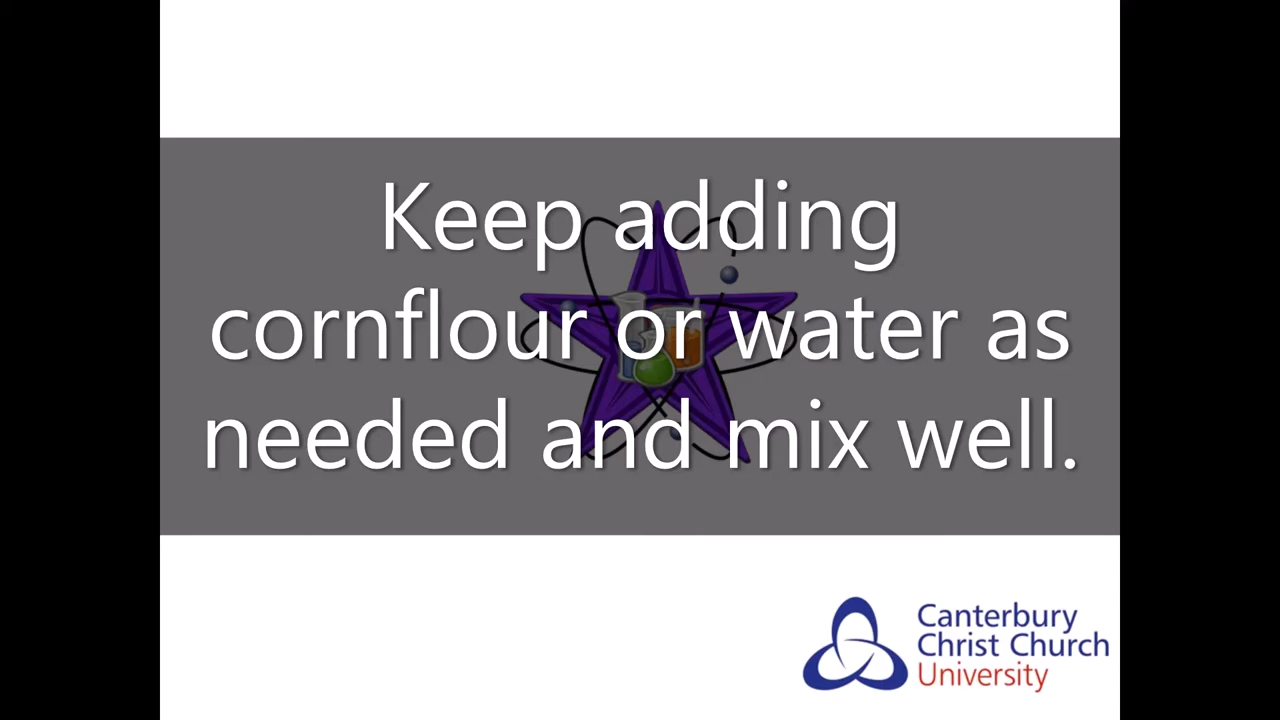 Keep adding
cornflour or water as
needed and mix well.
Canterbury
Christ Church
University